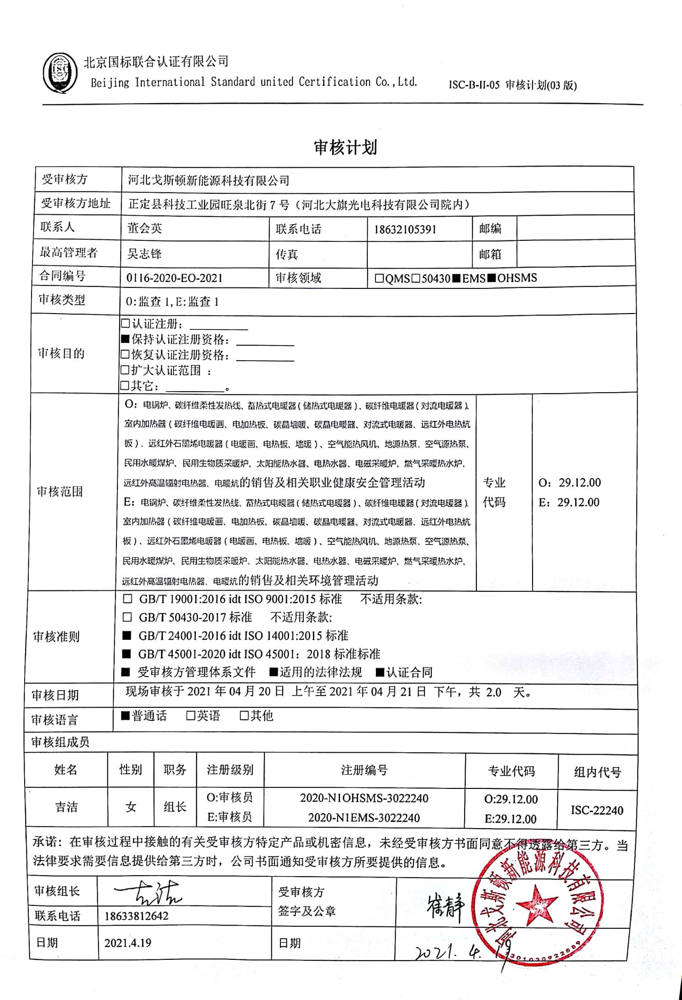 ISC
北京国标联合认证有限公司
Beijing International Standard united Certification Co.,Ltd. ISC-B-II-05 审核计划(03 版)
审核计划
受审核方 河北戈斯顿新能源科技有限公司
受审核方地址 正定县科技工业园旺泉北街 7 号（河北大旗光电科技有限公司院内）
联系人 董会英 联系电话 18632105391 邮编
最高管理者 吴志锋 传真 邮箱
合同编号 0116-2020-EO-2021 审核领域 □QMS□50430■EMS■OHSMS
审核类型 O:监查 1,E:监查 1
审核目的
□认证注册：
■保持认证注册资格：
□恢复认证注册资格：
□扩大认证范围 ：
□其它： 。
审核范围
O：电锅炉、碳纤维柔性发热线、蓄热式电暖器（储热式电暖器）、碳纤维电暖器（对流电暖器）、
室内加热器（碳纤维电暖画、电加热板、碳晶墙暖、碳晶电暖器、对流式电暖器、远红外电热炕
板）、远红外石墨烯电暖器（电暖画、电热板、墙暖）、空气能热风机、地源热泵、空气源热泵、
民用水暖煤炉、民用生物质采暖炉、太阳能热水器、电热水器、电磁采暖炉、燃气采暖热水炉、
远红外高温辐射电热器、电暖炕的销售及相关职业健康安全管理活动
E：电锅炉、碳纤维柔性发热线、蓄热式电暖器（储热式电暖器）、碳纤维电暖器（对流电暖器）、
室内加热器（碳纤维电暖画、电加热板、碳晶墙暖、碳晶电暖器、对流式电暖器、远红外电热炕
板）、远红外石墨烯电暖器（电暖画、电热板、墙暖）、空气能热风机、地源热泵、空气源热泵、
民用水暖煤炉、民用生物质采暖炉、太阳能热水器、电热水器、电磁采暖炉、燃气采暖热水炉、
远红外高温辐射电热器、电暖炕的销售及相关环境管理活动
专业
代码
O：29.12.00
E：29.12.00
审核准则
□ GB/T 19001:2016 idt ISO 9001:2015 标准 不适用条款:
□ GB/T 50430-2017 标准 不适用条款:
■ GB/T 24001-2016 idt ISO 14001:2015 标准
■ GB/T 45001-2020 idt ISO 45001：2018 标准标准
■ 受审核方管理体系文件 ■适用的法律法规 ■认证合同
审核日期 现场审核于 2021 年 04 月 20 日 上午至 2021 年 04 月 21 日 下午，共 2.0 天。
审核语言 ■普通话 □英语 □其他
审核组成员
姓名 性别 职务 注册级别 注册编号 专业代码 组内代号
吉洁 女 组长 O:审核员 2020-N1OHSMS-3022240 O:29.12.00 ISC-22240
E:审核员 2020-N1EMS-3022240 E:29.12.00
承诺：在审核过程中接触的有关受审核方特定产品或机密信息，未经受审核方书面同意不得透露给第三方。当
法律要求需要信息提供给第三方时，公司书面通知受审核方所要提供的信息。
审核组长 吉洁 受审核方
签字及公章 崔静
联系电话 18633812642
日期 2021.4.19 日期 2021. 4. 19
河北戈斯顿新能源科技有限公司
1301030922689